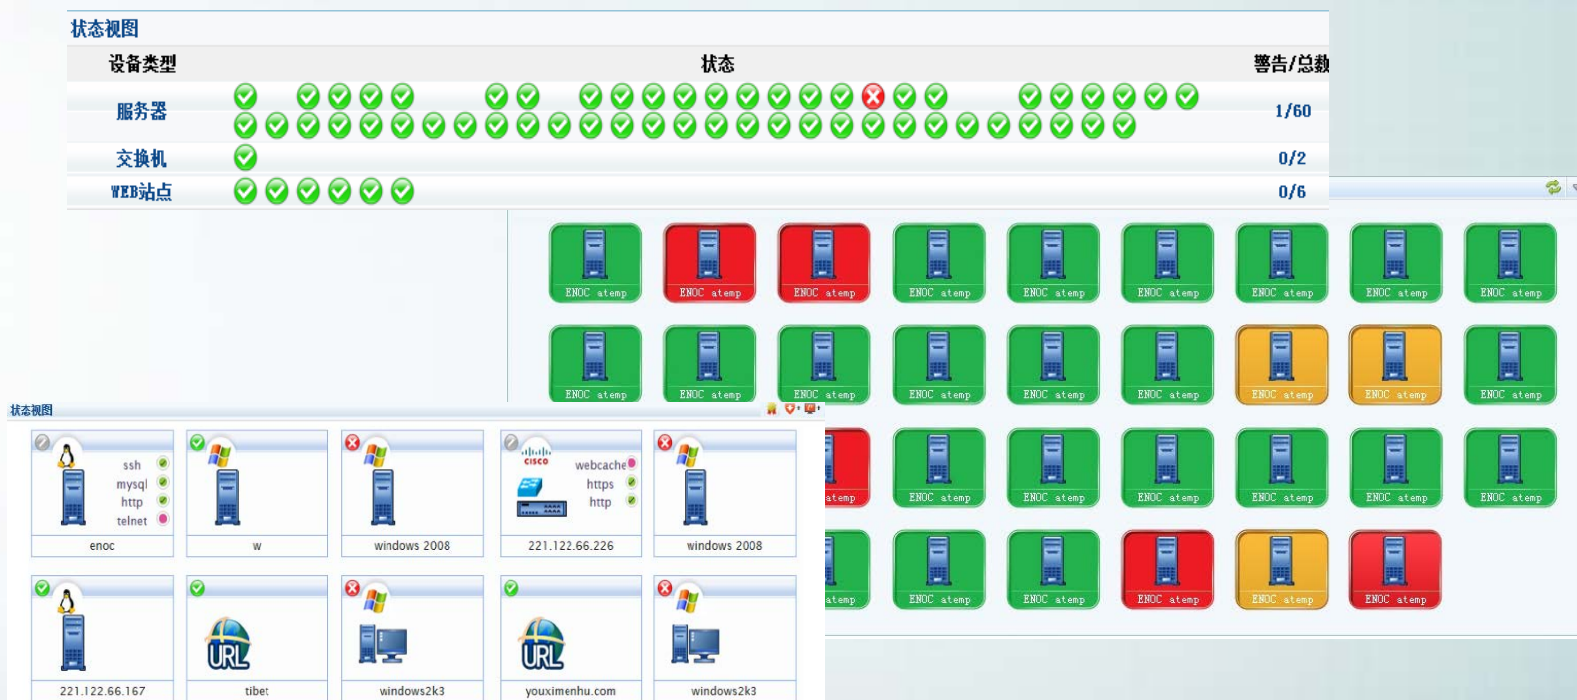 状态视图
设备类型 状态 警告/总数
服务器 1/60
交换机 0/2
WEB站点 0/6
ENOC atemp ENOC atemp ENOC atemp ENOC atemp ENOC atemp ENOC atemp ENOC atemp ENOC atemp ENOC atemp
ENOC atemp ENOC atemp ENOC atemp ENOC atemp ENOC atemp ENOC atemp ENOC atemp ENOC atemp ENOC atemp
atemp ENOC atemp ENOC atemp ENOC atemp ENOC atemp ENOC atemp ENOC atemp
atemp ENOC atemp ENOC atemp ENOC atemp ENOC atemp ENOC atemp
状态视图
ssh
mysql
http
telnet
CISCO
webcache
https
http
enoc w windows 2008 221.122.66.226 windows 2008
URL URL
221.122.66.167 tibet windows2k3 youximenhu.com windows2k3